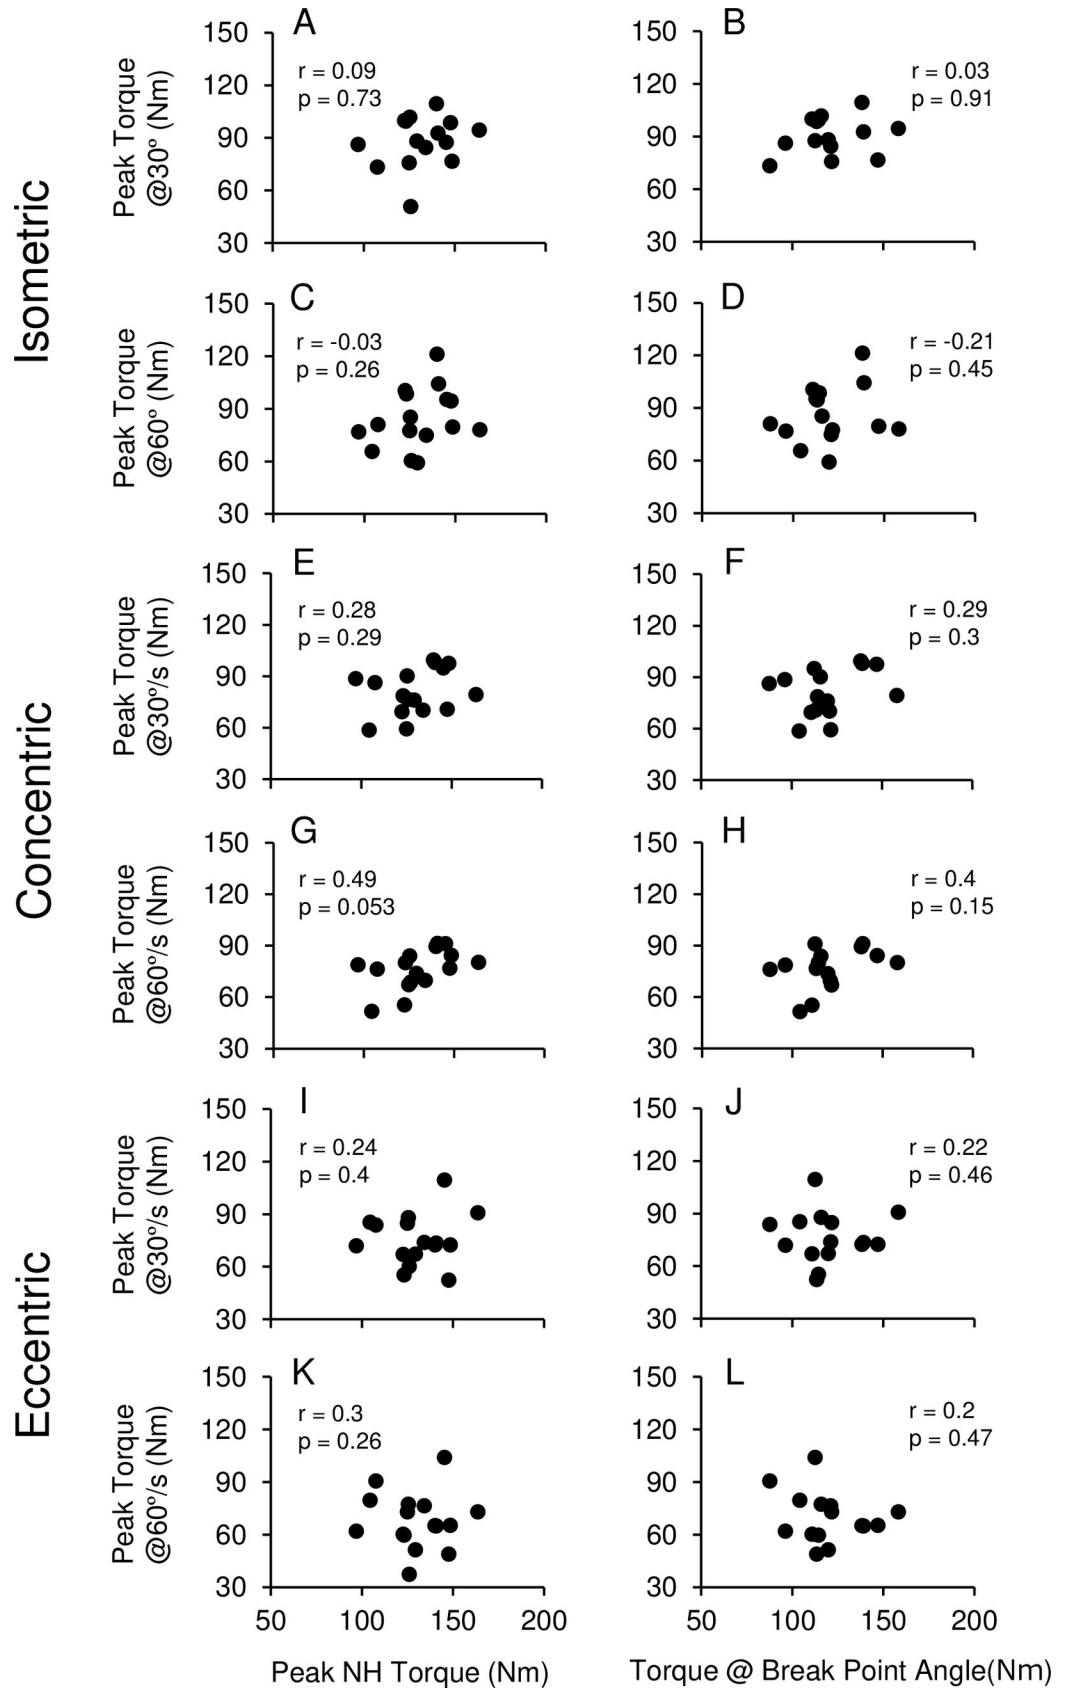 Isometric
Peak Torque
@30° (Nm)
A
r = 0.09
p = 0.73
150
120
90
60
30
B
r = 0.03
p = 0.91
150
120
90
60
30
Peak Torque
@60° (Nm)
C
r = -0.03
p = 0.26
150
120
90
60
30
D
r = -0.21
p = 0.45
150
120
90
60
30
Concentric
Peak Torque
@30°/s (Nm)
E
r = 0.28
p = 0.29
150
120
90
60
30
F
r = 0.29
p = 0.3
150
120
90
60
30
Peak Torque
@60°/s (Nm)
G
r = 0.49
p = 0.053
150
120
90
60
30
H
r = 0.4
p = 0.15
150
120
90
60
30
Eccentric
Peak Torque
@30°/s (Nm)
I
r = 0.24
p = 0.4
150
120
90
60
30
J
r = 0.22
p = 0.46
150
120
90
60
30
Peak Torque
@60°/s (Nm)
K
r = 0.3
p = 0.26
150
120
90
60
30
L
r = 0.2
p = 0.47
150
120
90
60
30
50 100 150 200
50 100 150 200
Peak NH Torque (Nm)
Torque @ Break Point Angle(Nm)